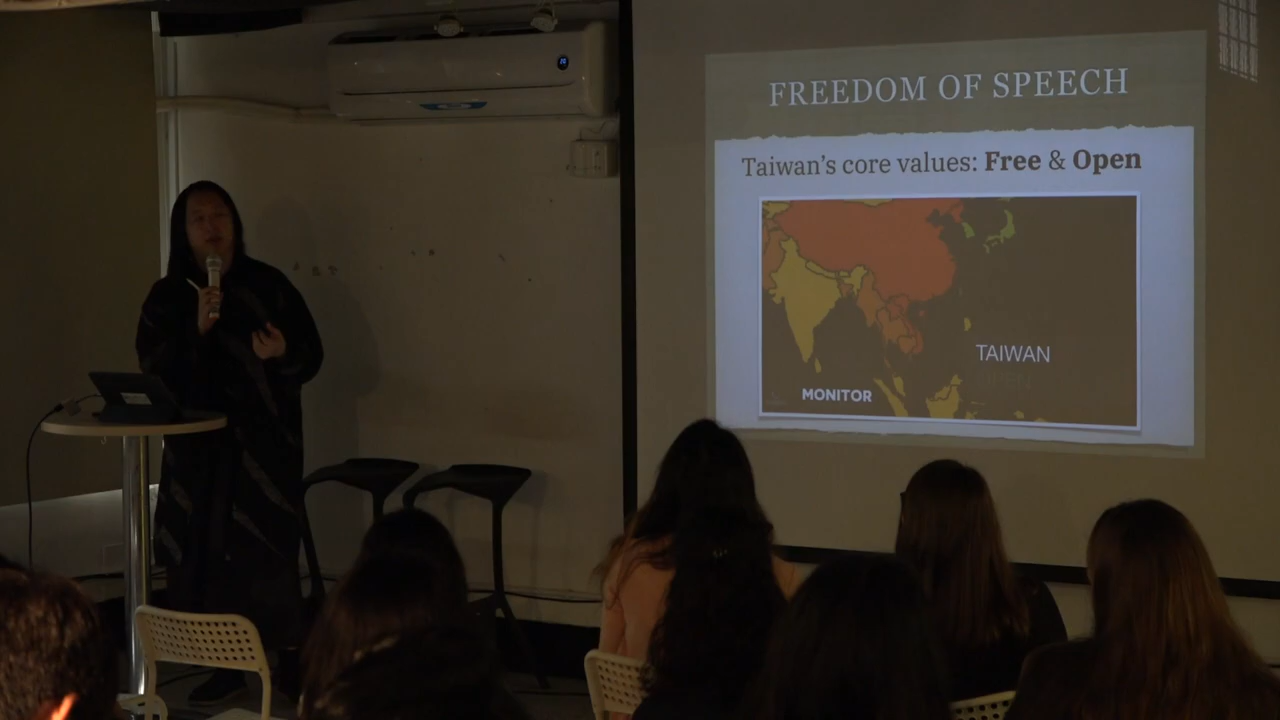 FREEDOM OF SPEECH
Taiwan's core values: Free & Open
TAIWAN
MONITOR